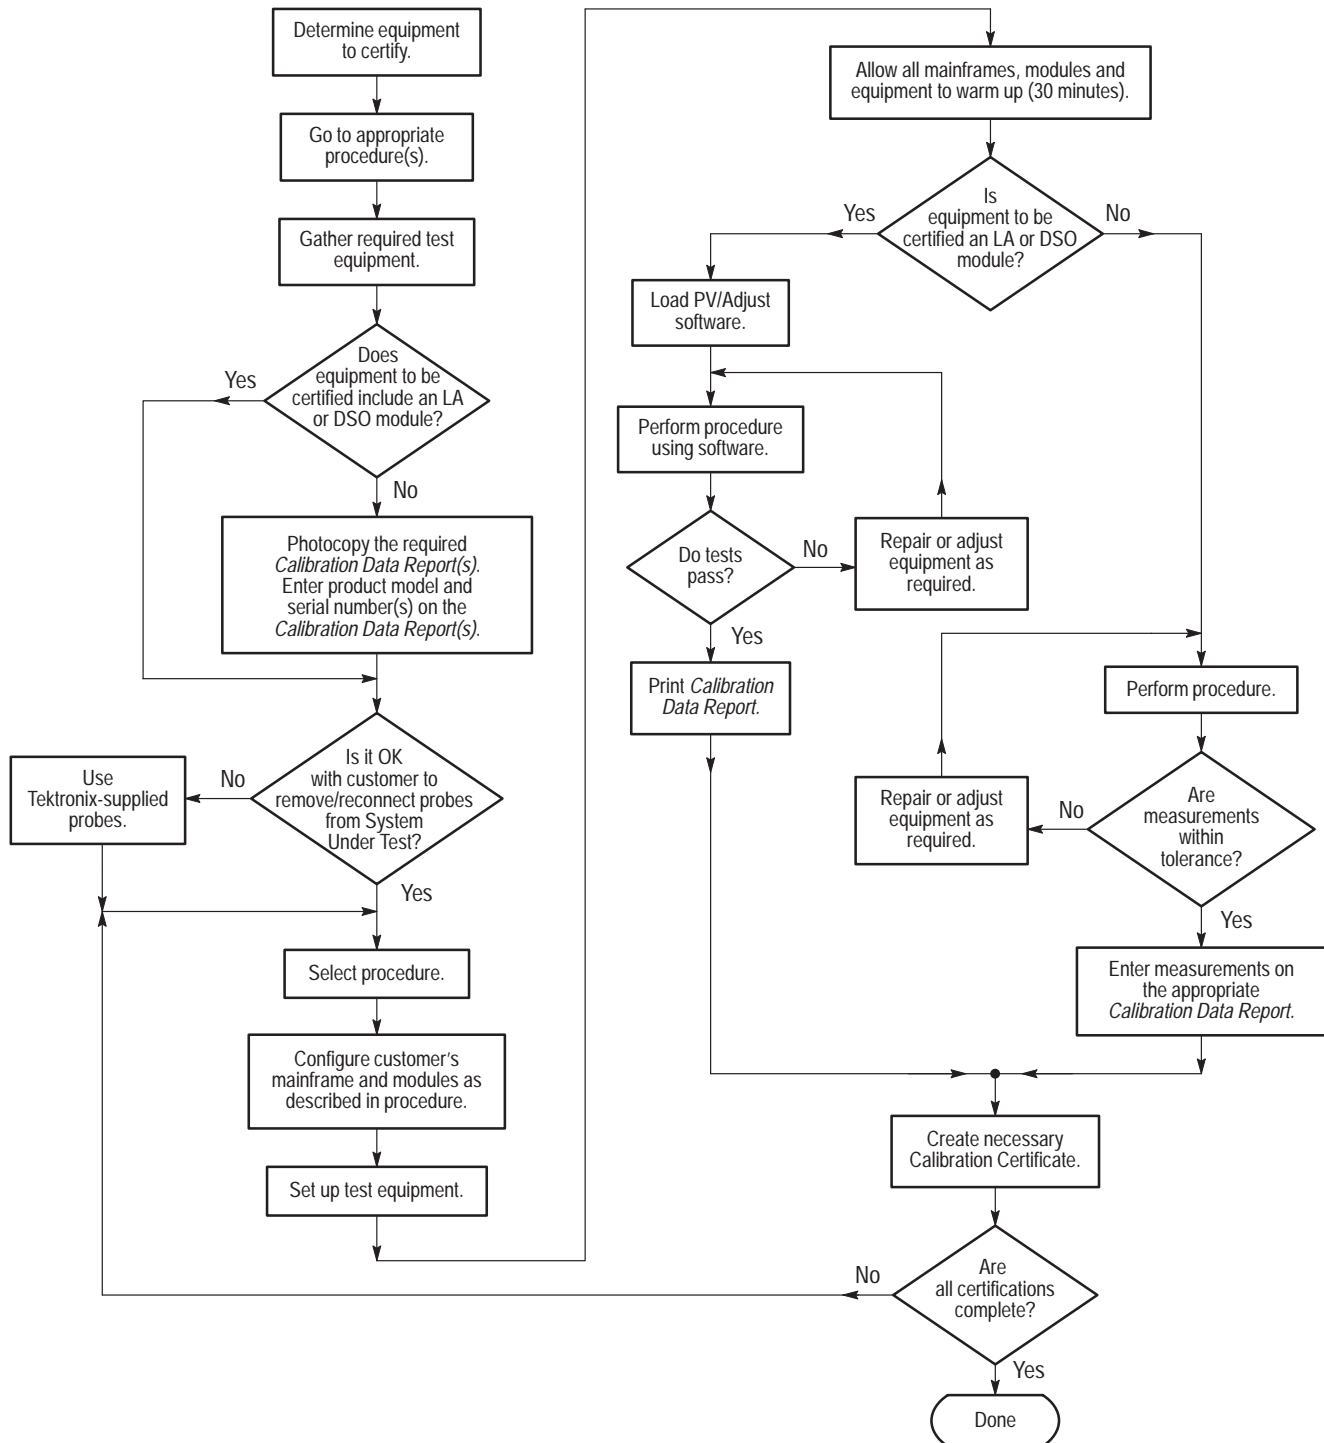 Determine equipment
to certify.
Go to appropriate
procedure(s).
Gather required test
equipment.
Does
equipment to be
certified include an LA
or DSO module?
Yes
No
Photocopy the required
Calibration Data Report(s).
Enter product model and
serial number(s) on the
Calibration Data Report(s).
Is it OK
with customer to
remove/reconnect probes
from System
Under Test?
No
Use
Tektronix-supplied
probes.
Yes
Select procedure.
Configure customer's
mainframe and modules as
described in procedure.
Set up test equipment.
Allow all mainframes, modules and
equipment to warm up (30 minutes).
Is
equipment to be
certified an LA or DSO
module?
Yes
No
Load PV/Adjust
software.
Perform procedure
using software.
Do tests
pass?
No
Repair or adjust
equipment as
required.
Yes
Print Calibration
Data Report.
Perform procedure.
Are
measurements
within
tolerance?
No
Repair or adjust
equipment as
required.
Yes
Enter measurements on
the appropriate
Calibration Data Report.
Create necessary
Calibration Certificate.
Are
all certifications
complete?
No
Yes
Done